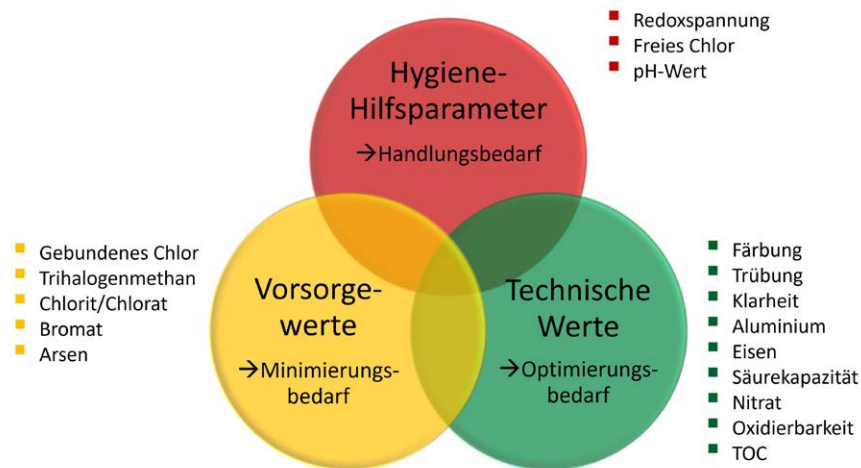 Redoxspannung
Freies Chlor
pH-Wert
Hygiene-
Hilfsparameter
→Handlungsbedarf
Gebundenes Chlor
Trihalogenmethan
Chlorit/Chlorat
Bromat
Arsen
Vorsorge-
werte
→Minimierungs-
bedarf
Technische
Werte
→Optimierungs-
bedarf
Färbung
Trübung
Klarheit
Aluminium
Eisen
Säurekapazität
Nitrat
Oxidierbarkeit
TOC